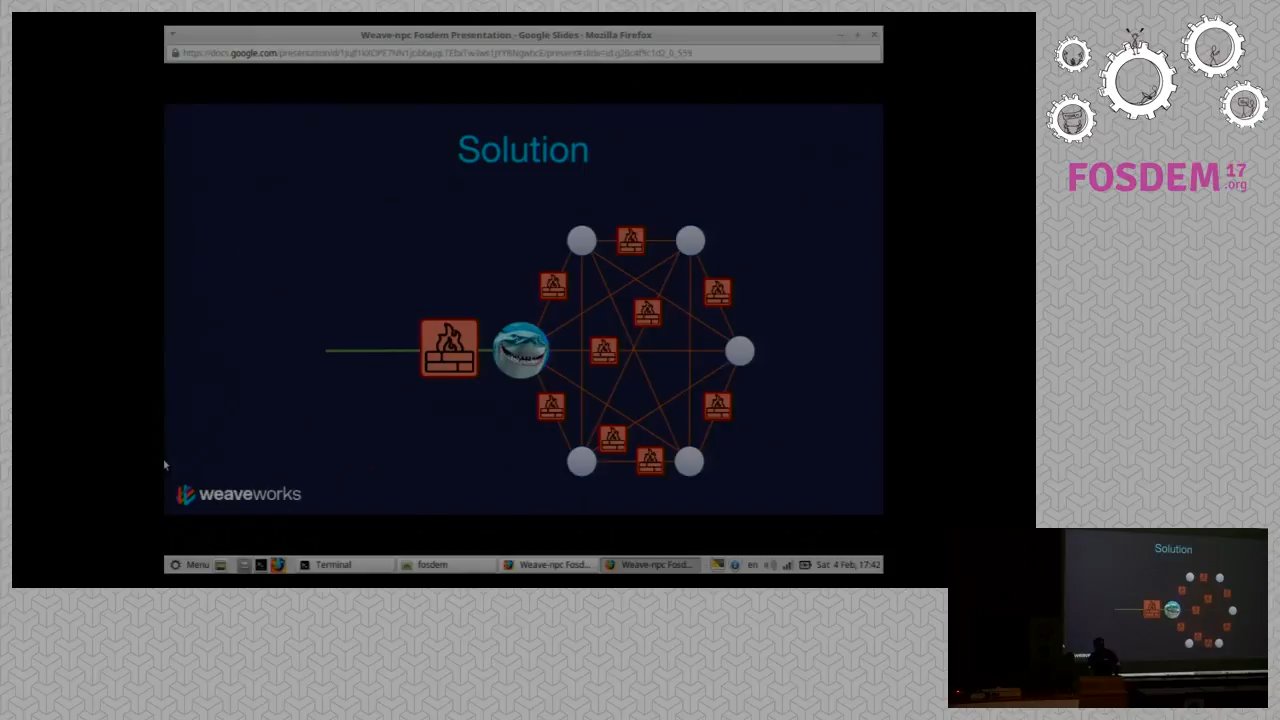 Weave-npc Fosdem Presentation - Google Slides - Mozilla Firefox
Solution
weaveworks
Menu
Terminal
fosdem
Weave-npc Fosd...
Weave-npc Fosd...
en
Sat 4 Feb, 17:42
FOSDEM 17
.org
Solution